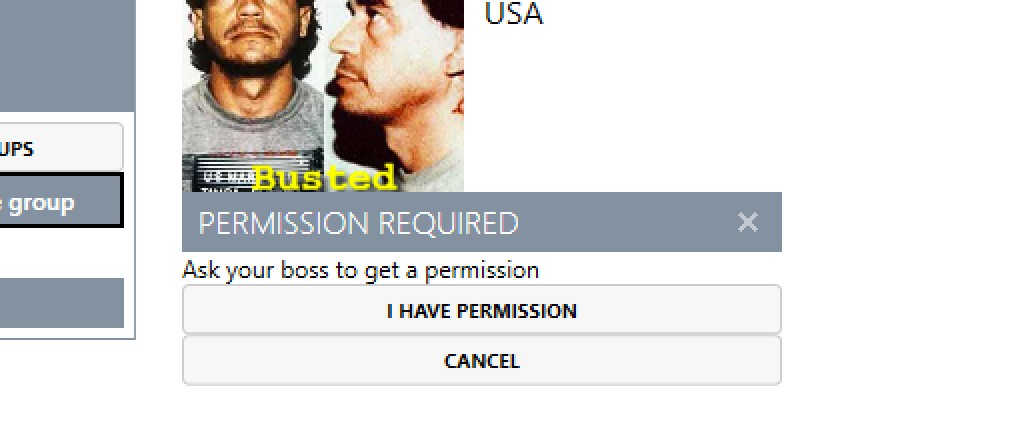 USA
UPS
group
Busted
PERMISSION REQUIRED
Ask your boss to get a permission
I HAVE PERMISSION
CANCEL